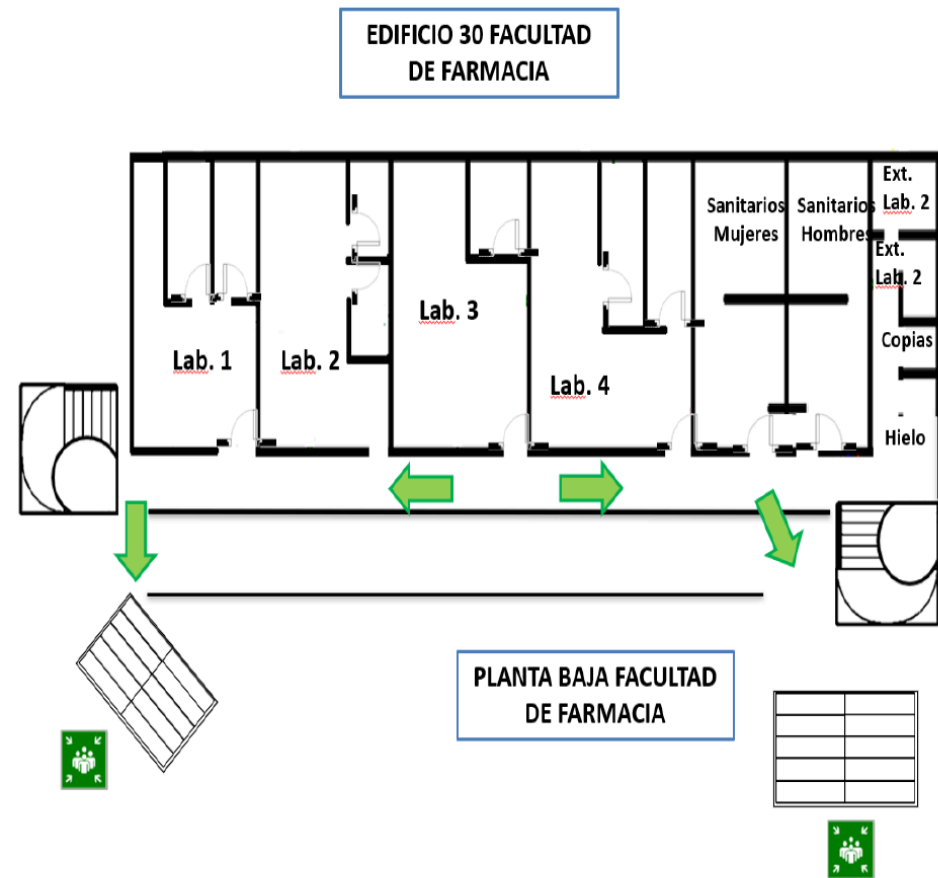 EDIFICIO 30 FACULTAD
DE FARMACIA
Ext.
Lab. 2
Sanitarios
Mujeres
Sanitarios
Hombres
Ext.
Lab. 2
Lab. 3
Copias
Lab. 1
Lab. 2
Lab. 4
Hielo
PLANTA BAJA FACULTAD
DE FARMACIA